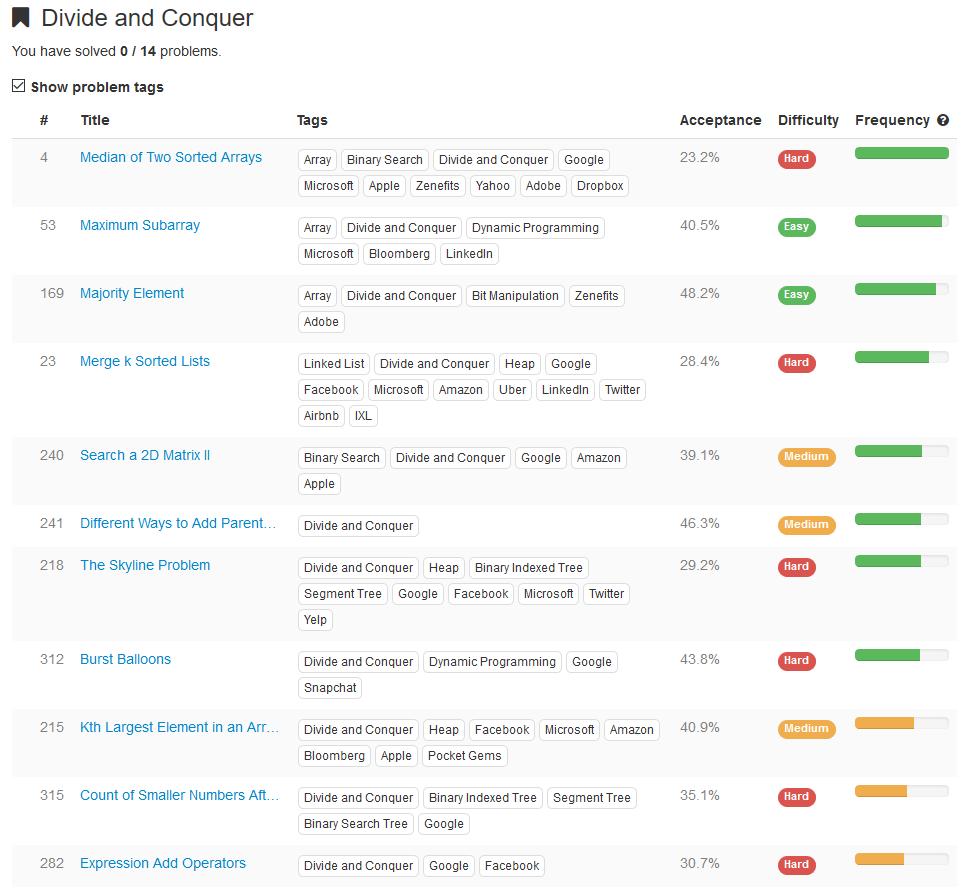 Divide and Conquer
You have solved 0 / 14 problems.
Show problem tags
# Title Tags Acceptance Difficulty Frequency ?
4 Median of Two Sorted Arrays Array Binary Search Divide and Conquer Google 23.2% Hard
Microsoft Apple Zenefits Yahoo Adobe Dropbox
53 Maximum Subarray Array Divide and Conquer Dynamic Programming 40.5% Easy
Microsoft Bloomberg LinkedIn
169 Majority Element Array Divide and Conquer Bit Manipulation Zenefits 48.2% Easy
Adobe
23 Merge k Sorted Lists Linked List Divide and Conquer Heap Google 28.4% Hard
Facebook Microsoft Amazon Uber LinkedIn Twitter
Airbnb IXL
240 Search a 2D Matrix II Binary Search Divide and Conquer Google Amazon 39.1% Medium
Apple
241 Different Ways to Add Parent... Divide and Conquer 46.3% Medium
218 The Skyline Problem Divide and Conquer Heap Binary Indexed Tree 29.2% Hard
Segment Tree Google Facebook Microsoft Twitter
Yelp
312 Burst Balloons Divide and Conquer Dynamic Programming Google 43.8% Hard
Snapchat
215 Kth Largest Element in an Arr... Divide and Conquer Heap Facebook Microsoft Amazon 40.9% Medium
Bloomberg Apple Pocket Gems
315 Count of Smaller Numbers Aft... Divide and Conquer Binary Indexed Tree Segment Tree 35.1% Hard
Binary Search Tree Google
282 Expression Add Operators Divide and Conquer Google Facebook 30.7% Hard